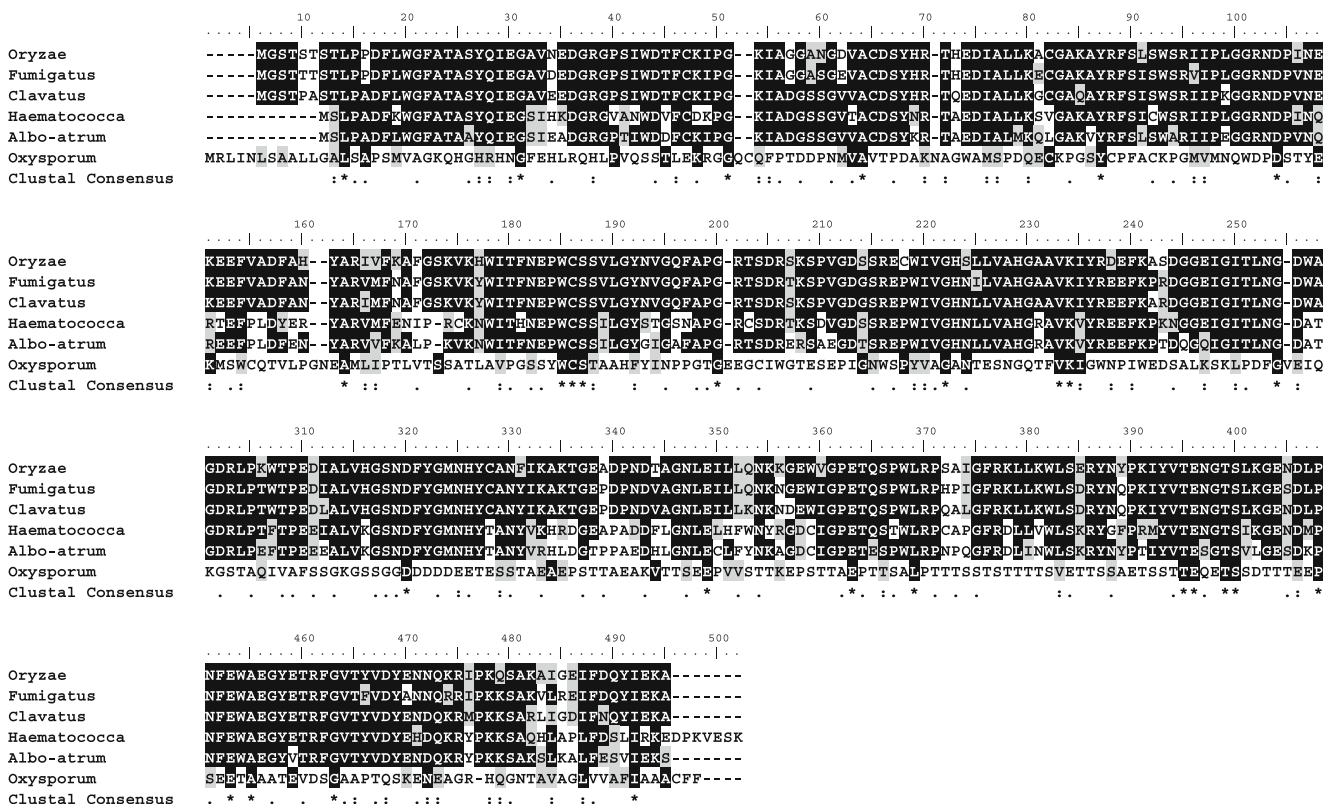 10 20 30 40 50 60 70 80 90 100
Oryzae -----MGSTSTSTLPPDFLWGFATASYQIEGAVNEDGRGPSIWDTFCKIPG--KIAGGANGDVACDSYHR-THEDIALLKACGAKAYRFSLSWSRIIPLGGRNDPINE
Fumigatus -----MGSTTTSTLPPDFLWGFATASYQIEGAVDEDGRGPSIWDTFCKIPG--KIAGGASGEVACDSYHR-THEDIALLKECGAKAYRFSISWSRVIPLGGRNDPVNE
Clavatus -----MGSTPASTLPADFLWGFATASYQIEGAVEEDGRGPSIWDTFCKIPG--KIADGSSGVVACDSYHR-TQEDIALLKGCGAQAYRFSISWSRIIPKGGRNDPVNE
Haematococca -----------MSLPADFKWGFATASYQIEGSIHKDGRGVANWDVFCDKPG--KIADGSSGVTACDSYNR-TAEDIALLKSVGAKAYRFSICWSRIIPLGGRNDPINQ
Albo-atrum -----------MSLPADFLWGFATAAYQIEGSIEADGRGPTIWDDFCKIPG--KIADGSSGVVACDSYKR-TAEDIALMKQLGAKVYRFSLSWARIIPEGGRNDPVNQ
Oxysporum MRLINLSAALLGALSAPSMVAGKQHGHRHNGFEHLRQHLPVQSSTLEKRGGQCQFPTDDPNMVAVTPDAKNAGWAMSPDQECKPGSYCPFACKPGMVMNQWDPDSTYE
Clustal Consensus
160 170 180 190 200 210 220 230 240 250
Oryzae KEEFVADFAH--YARIVFKAFGSKVKHWITFNEPWCSSVLGYNVGQFAPG-RTSDRSKSPVGDSSRECWIVGHSLLVAHGAAVKIYRDEFKASDGGEIGITLNG-DWA
Fumigatus KEEFVADFAN--YARVMFNAFGSKVKYWITFNEPWCSSVLGYNVGQFAPG-RTSDRTKSPVGDGSREPWIVGHNILVAHGAAVKIYREEFKPRDGGEIGITLNG-DWA
Clavatus KEEFVADFAN--YARIMFNAFGSKVKYWITFNEPWCSSVLGYNVGQFAPG-RTSDRSKSPVGDSSREPWIVGHNLLVAHGAAVKIYREEFKARDGGEIGITLNG-DWA
Haematococca RTEFPLDYER--YARVMFENIP-RCKNWITHNEPWCSSILGYSTGSNAPG-RCSDRTKSDVGDSSREPWIVGHNLLVAHGRAVKVYREEFKPKNGGEIGITLNG-DAT
Albo-atrum REEFPLDFEN--YARVVFKALP-KVKNWITFNEPWCSSILGYGIGAFAPG-RTSDRERSAEGDTSREPWIVGHNLLVAHGRAVKVYREEFKPTDQGQIGITLNG-DAT
Oxysporum KMSWCQTVLPGNEAMLIPTLVTSSATLAVPGSSYWCSTAAHFYINPPGTGEEGCIWGTESEPIGNWSPYVAGANTESNGQTFVKIGWNPIWEDSALKSKLPDFGVEIQ
Clustal Consensus
310 320 330 340 350 360 370 380 390 400
Oryzae GDRLPKWTPEDIALVHGSNDFYGMNHYCANFIKAKTGEADPNDTAGNLEILLQNKKGEWVGPETQSPWLRPSAIGFRKLLKWLSERYNYPKIYVTENGTSLKGENDLP
Fumigatus GDRLPTWTPEDIALVHGSNDFYGMNHYCANYIKAKTGEPDPNDVAGNLEILLQNKNGEWIGPETQSPWLRPHPIGFRKLLKWLSDRYNQPKIYVTENGTSLKGESDLP
Clavatus GDRLPTWTPEDLALVHGSNDFYGMNHYCANYIKAKTGEPDPNDVAGNLEILLKNKNDEWIGPETQSPWLRPQALGFRKLLKWLSDRYNQPKIYVTENGTSLKGENDLP
Haematococca GDRLPTFTPEEIALVKGSNDFYGMNHYTANYVKHRDGEAPADDFLGNLELHFWNYRGDCIGPETQSTWLRPCAPGFRDLLVWLSKRYGFPRMYVTENGTSIKGENDMP
Albo-atrum GDRLPEFTPEEEALVKGSNDFYGMNHYTANYVRHLDGTPPAEDHLGNLECLFYNKAGDCIGPETESPWLRPNPQGFRDLINWLSKRYNYPTIYVTESGTSVLGESDKP
Oxysporum KGSTAQIVAFSSGKGSSGGDDDDDEETESSTAEAEPSTTAEAKVTTSEEPVVSTTKEPSTTAEPTTSALPTTTSSTSTTTSVETTSSAETSSTTEQETSSDTTTEEP
Clustal Consensus
460 470 480 490 500
Oryzae NFEWAEGYETRFGVTYVDYENNQKRIPKQSAKAIGEIFDQYIEKA-------
Fumigatus NFEWAEGYETRFGVTFVDYANNQRRIPKKSAKVLREIFDQYIEKA-------
Clavatus NFEWAEGYETRFGVTYVDYENDQKRMPKKSARLIGDIFNQYIEKA-------
Haematococca NFEWAEGYETRFGVTYVDYEHDQKRYPKKSAQHLAPLFDSLIRKEDPKVESK
Albo-atrum NFEWAEGYVTRFGVTYVDYENDQKRYPKKSAKSLKALFESVIEKS-------
Oxysporum SEETAAATEVDSGAAPTQSKENEAGR-HQGNTAVAGLVVAFIAAACFF----
Clustal Consensus